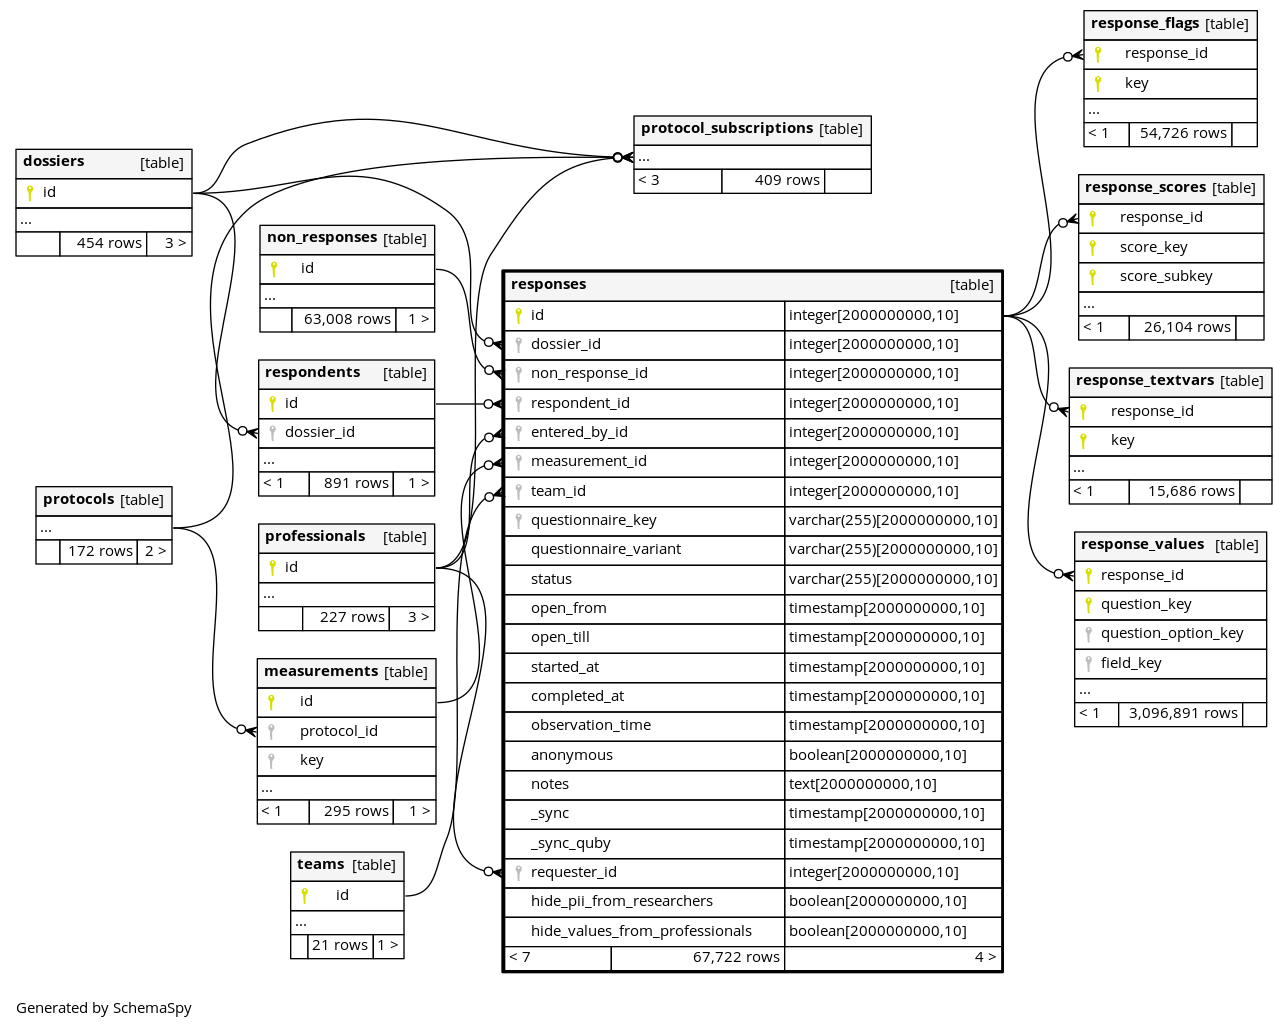 response_flags [table]
response_id
key
...
< 1 54,726 rows
protocol_subscriptions [table]
...
< 3 409 rows
dossiers [table]
id
...
454 rows 3 >
response_scores [table]
response_id
score_key
score_subkey
...
< 1 26,104 rows
non_responses [table]
id
...
63,008 rows 1 >
responses [table]
id integer[2000000000,10]
dossier_id integer[2000000000,10]
non_response_id integer[2000000000,10]
respondent_id integer[2000000000,10]
entered_by_id integer[2000000000,10]
measurement_id integer[2000000000,10]
team_id integer[2000000000,10]
questionnaire_key varchar(255)[2000000000,10]
questionnaire_variant varchar(255)[2000000000,10]
status varchar(255)[2000000000,10]
open_from timestamp[2000000000,10]
open_till timestamp[2000000000,10]
started_at timestamp[2000000000,10]
completed_at timestamp[2000000000,10]
observation_time timestamp[2000000000,10]
anonymous boolean[2000000000,10]
notes text[2000000000,10]
_sync timestamp[2000000000,10]
_sync_quby timestamp[2000000000,10]
requester_id integer[2000000000,10]
hide_pii_from_researchers boolean[2000000000,10]
hide_values_from_professionals boolean[2000000000,10]
< 7 67,722 rows 4 >
respondents [table]
id
dossier_id
...
< 1 891 rows 1 >
response_textvars [table]
response_id
key
...
< 1 15,686 rows
protocols [table]
...
172 rows 2 >
professionals [table]
id
...
227 rows 3 >
response_values [table]
response_id
question_key
question_option_key
field_key
...
< 1 3,096,891 rows
measurements [table]
id
protocol_id
key
...
< 1 295 rows 1 >
teams [table]
id
...
21 rows 1 >
Generated by SchemaSpy